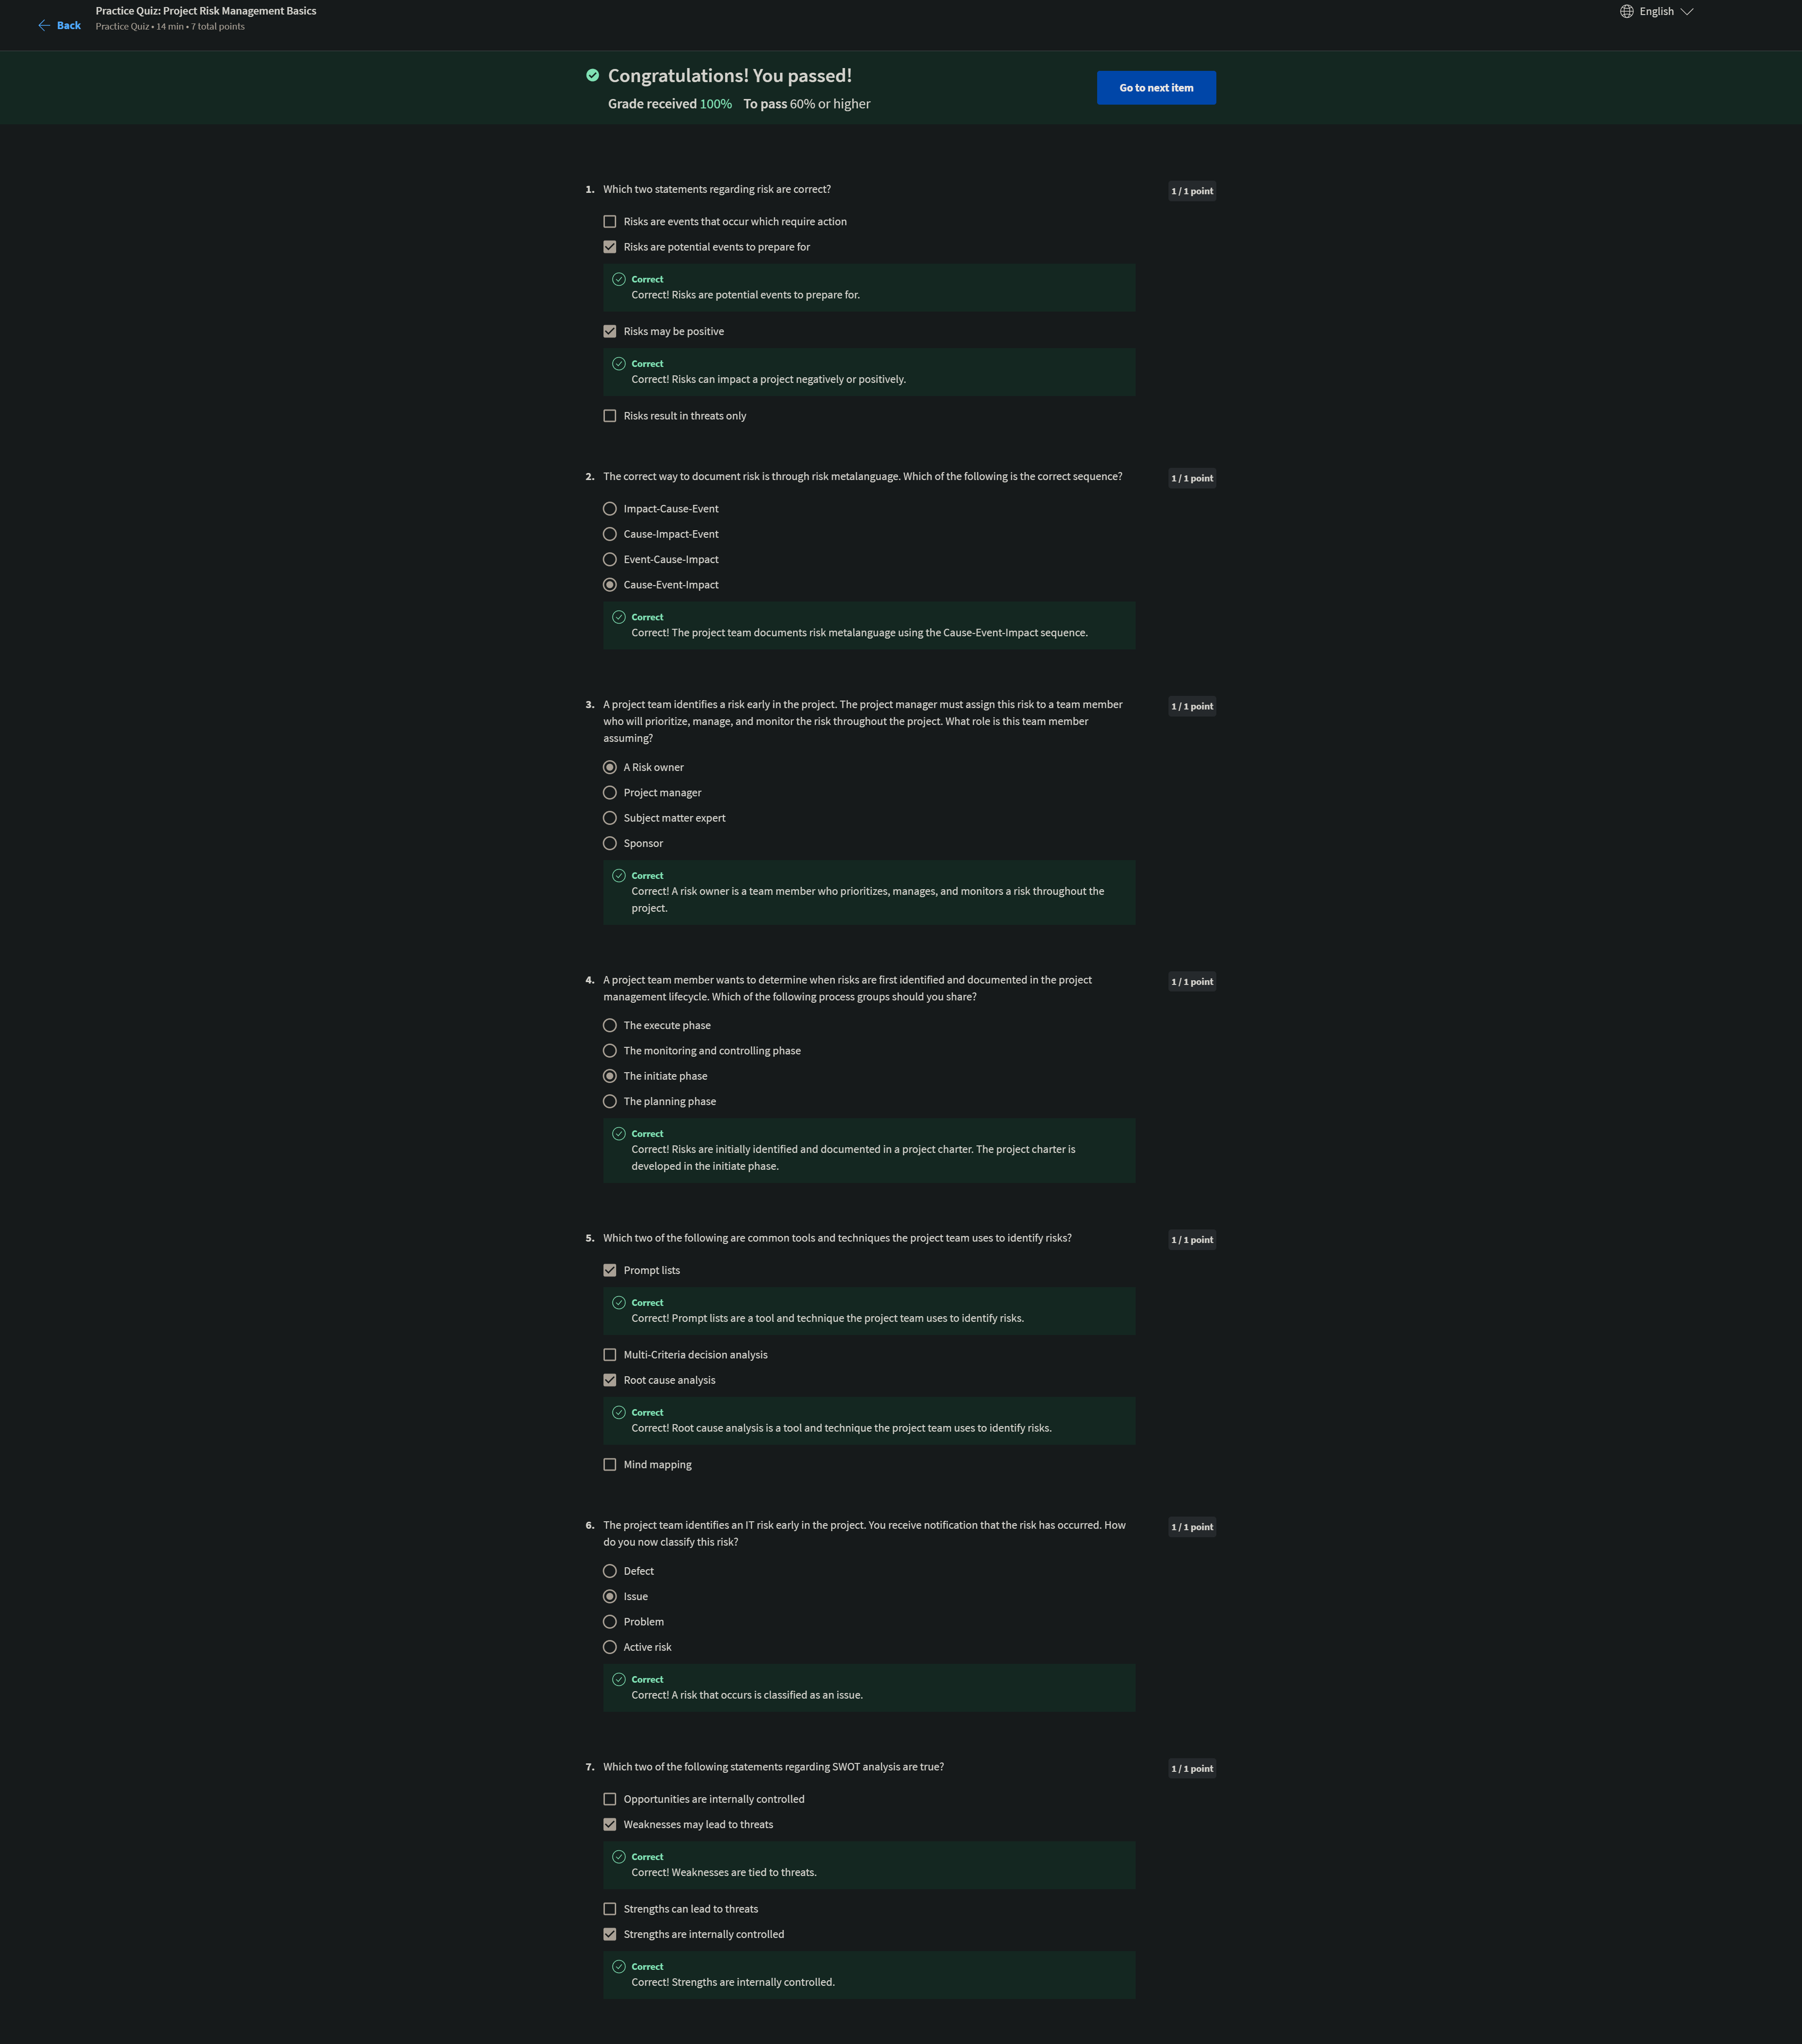 Back
Practice Quiz: Project Risk Management Basics
Practice Quiz • 14 min • 7 total points
English
Congratulations! You passed!
Grade received 100% To pass 60% or higher
Go to next item
1. Which two statements regarding risk are correct?
1 / 1 point
Risks are events that occur which require action
Risks are potential events to prepare for
Correct
Correct! Risks are potential events to prepare for.
Risks may be positive
Correct
Correct! Risks can impact a project negatively or positively.
Risks result in threats only
2. The correct way to document risk is through risk metalanguage. Which of the following is the correct sequence?
1 / 1 point
Impact-Cause-Event
Cause-Impact-Event
Event-Cause-Impact
Cause-Event-Impact
Correct
Correct! The project team documents risk metalanguage using the Cause-Event-Impact sequence.
3. A project team identifies a risk early in the project. The project manager must assign this risk to a team member
who will prioritize, manage, and monitor the risk throughout the project. What role is this team member
assuming?
1 / 1 point
A Risk owner
Project manager
Subject matter expert
Sponsor
Correct
Correct! A risk owner is a team member who prioritizes, manages, and monitors a risk throughout the
project.
4. A project team member wants to determine when risks are first identified and documented in the project
management lifecycle. Which of the following process groups should you share?
1 / 1 point
The execute phase
The monitoring and controlling phase
The initiate phase
The planning phase
Correct
Correct! Risks are initially identified and documented in a project charter. The project charter is
developed in the initiate phase.
5. Which two of the following are common tools and techniques the project team uses to identify risks?
1 / 1 point
Prompt lists
Correct
Correct! Prompt lists are a tool and technique the project team uses to identify risks.
Multi-Criteria decision analysis
Root cause analysis
Correct
Correct! Root cause analysis is a tool and technique the project team uses to identify risks.
Mind mapping
6. The project team identifies an IT risk early in the project. You receive notification that the risk has occurred. How
do you now classify this risk?
1 / 1 point
Defect
Issue
Problem
Active risk
Correct
Correct! A risk that occurs is classified as an issue.
7. Which two of the following statements regarding SWOT analysis are true?
1 / 1 point
Opportunities are internally controlled
Weaknesses may lead to threats
Correct
Correct! Weaknesses are tied to threats.
Strengths can lead to threats
Strengths are internally controlled
Correct
Correct! Strengths are internally controlled.